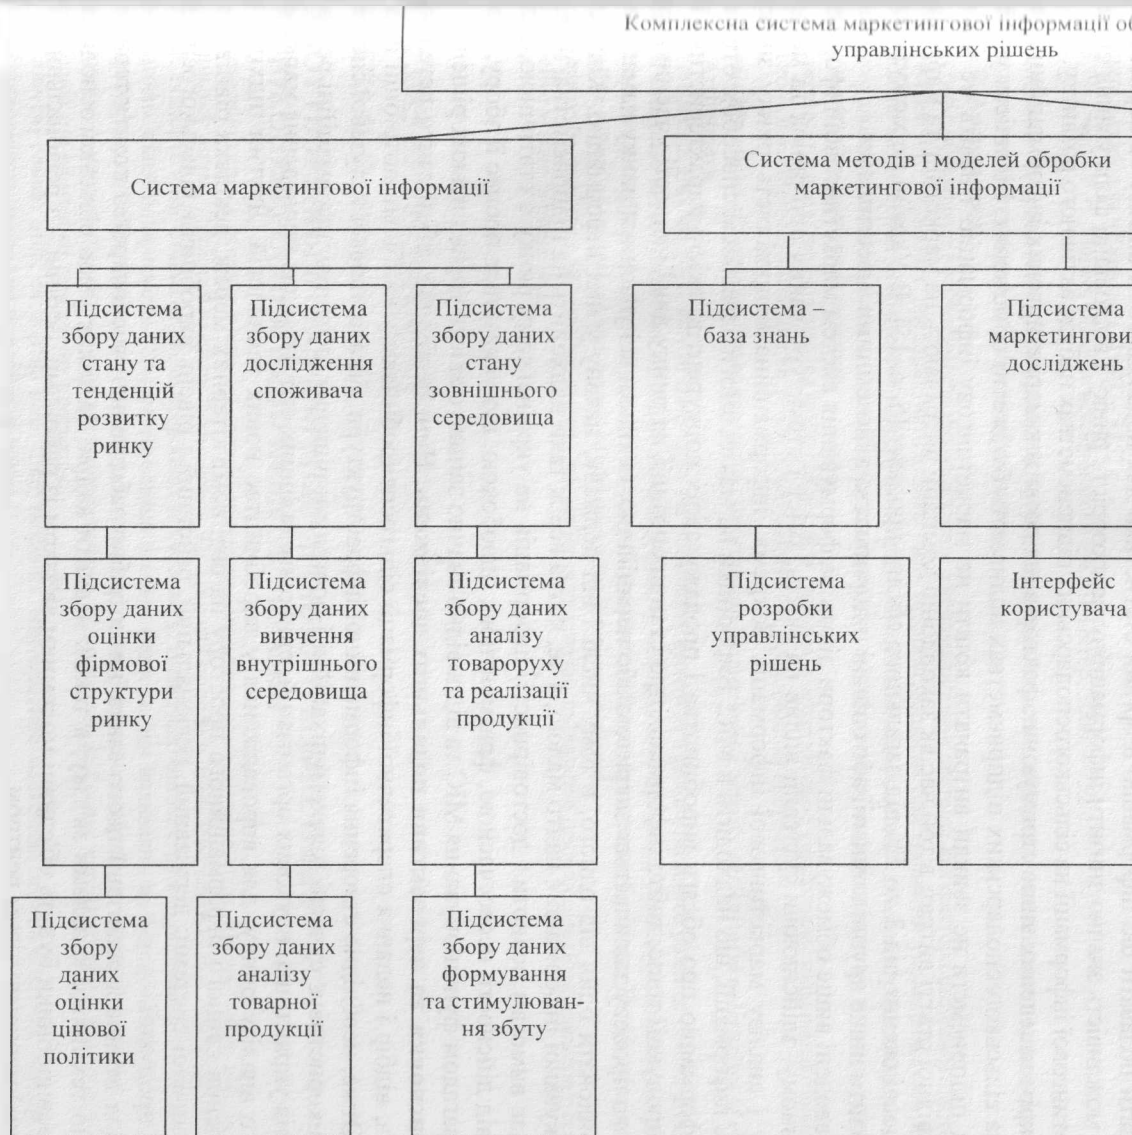 Комплексна система маркетингової інформації
управлінських рішень
Система маркетингової інформації
Система методів і моделей обробки
маркетингової інформації
Підсистема
збору даних
стану та
тенденцій
розвитку
ринку
Підсистема
збору даних
дослідження
споживача
Підсистема
збору даних
стану
зовнішнього
середовища
Підсистема –
база знань
Підсистема
маркетингови
досліджень
Підсистема
збору даних
оцінки
фірмової
структури
ринку
Підсистема
збору даних
вивчення
внутрішнього
середовища
Підсистема
збору даних
аналізу
товароруху
та реалізації
продукції
Підсистема
розробки
управлінських
рішень
Інтерфейс
користувача
Підсистема
збору
даних
оцінки
цінової
політики
Підсистема
збору даних
аналізу
товарної
продукції
Підсистема
збору даних
формування
та стимулюван-
ня збуту